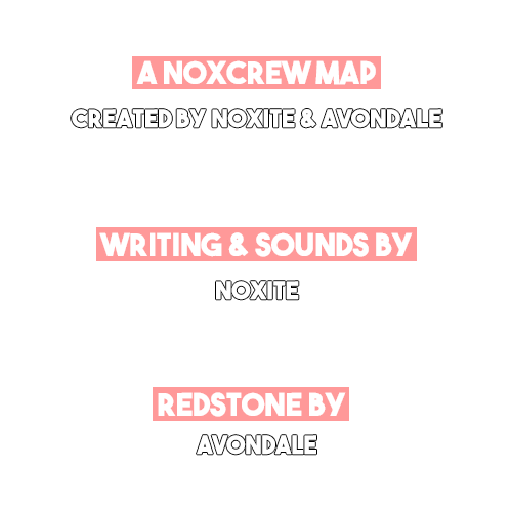 A NOXCREW MAP
CREATED BY NOXITE & AVONDALE
WRITING & SOUNDS BY
NOXITE
REDSTONE BY
AVONDALE